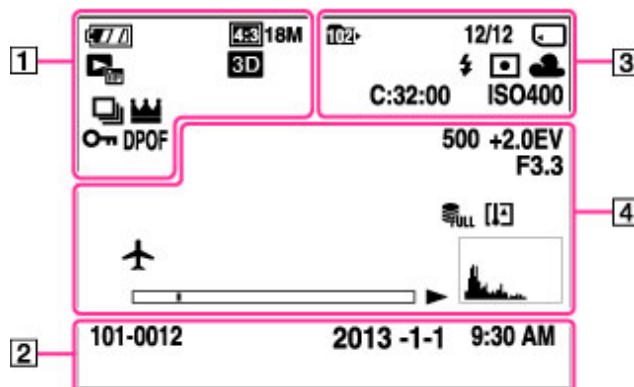 1
4:3 18M
3D
DPOF
102
12/12
C:32:00 ISO400
3
500 +2.0EV
F3.3
FULL
4
2
101-0012 2013 -1-1 9:30 AM